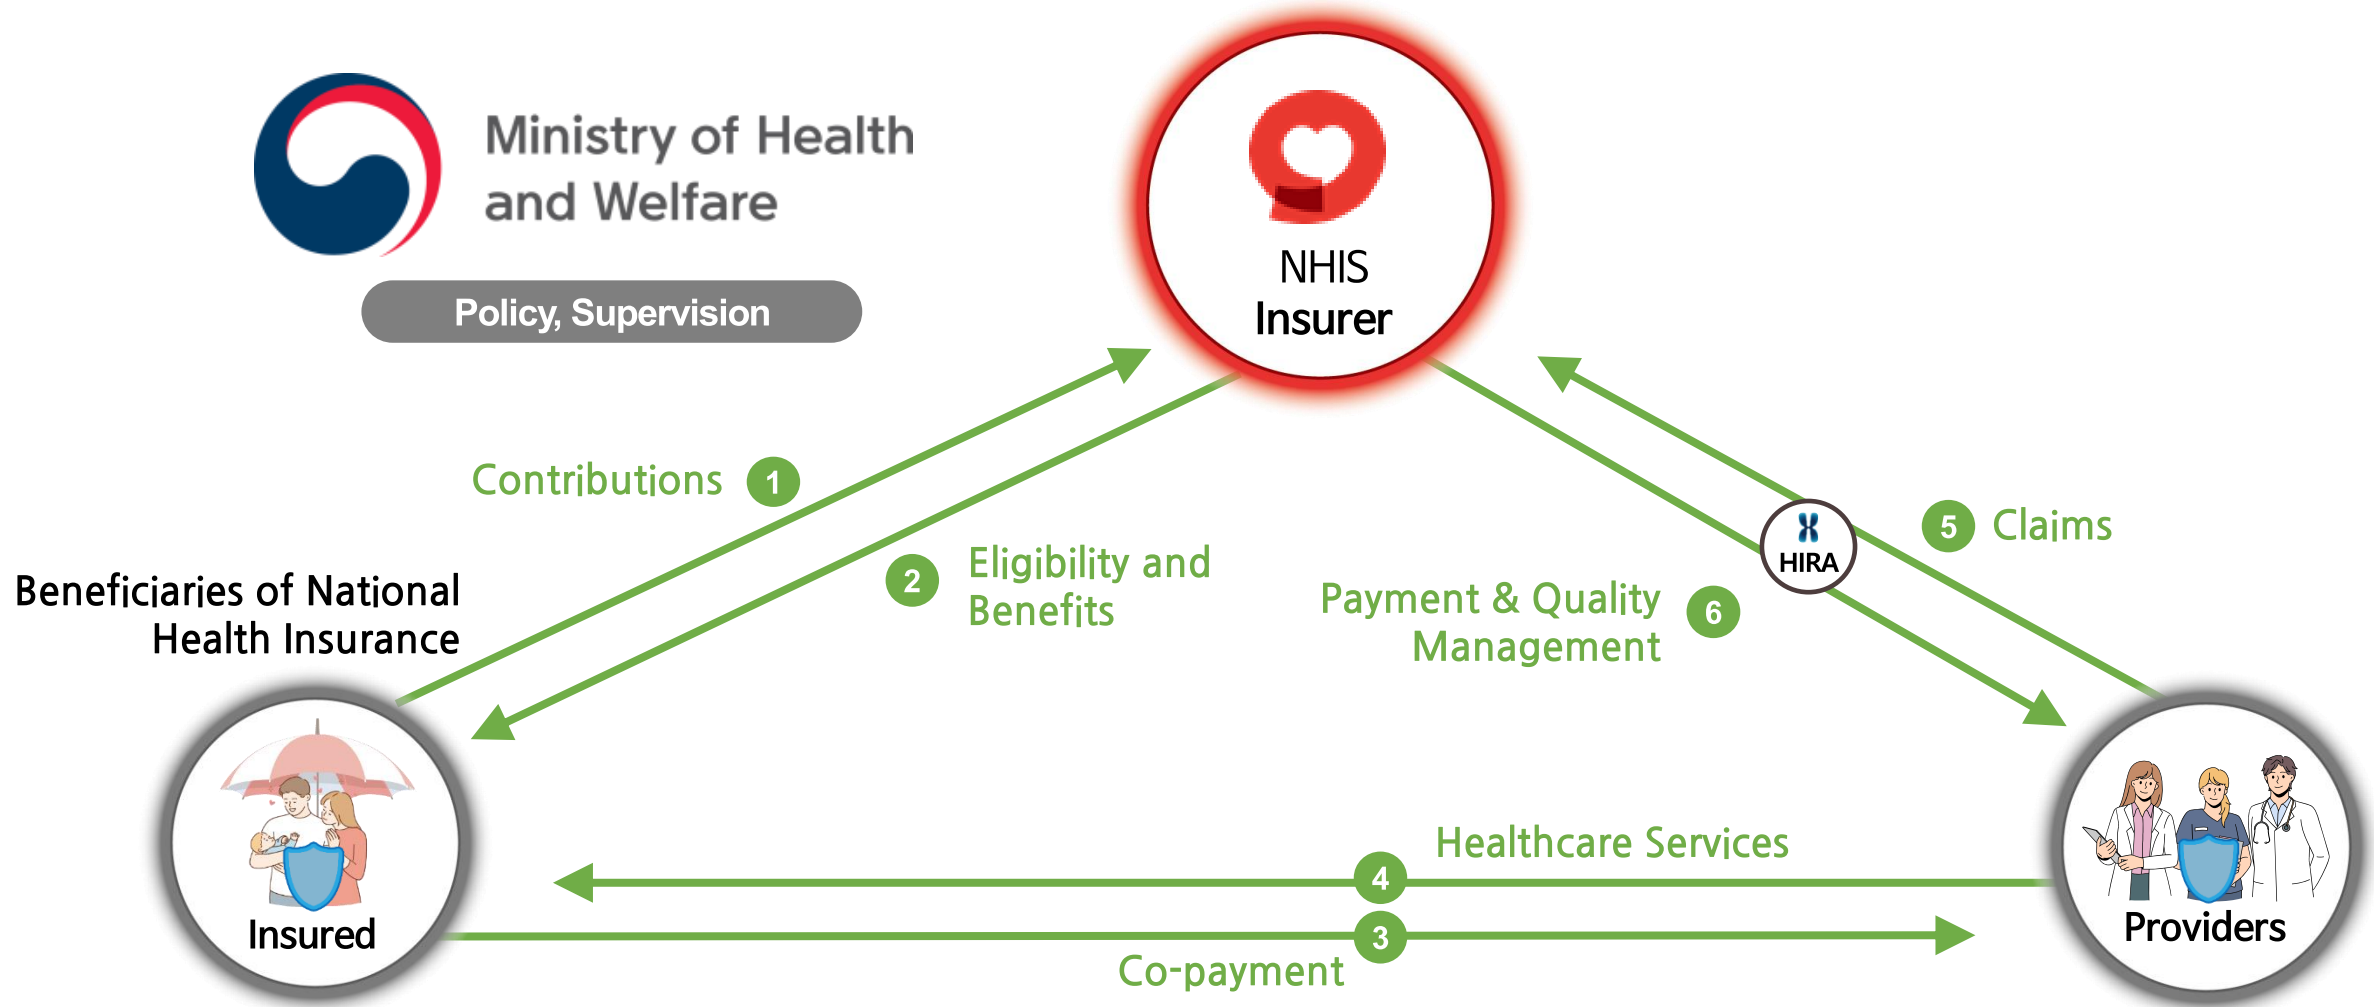 Ministry of Health
and Welfare
Policy, Supervision
NHIS
Insurer
Contributions 1
2 Eligibility and
Benefits
5 Claims
HIRA
Payment & Quality
Management 6
Beneficiaries of National
Health Insurance
Insured
Healthcare Services
4
3
Co-payment
Providers